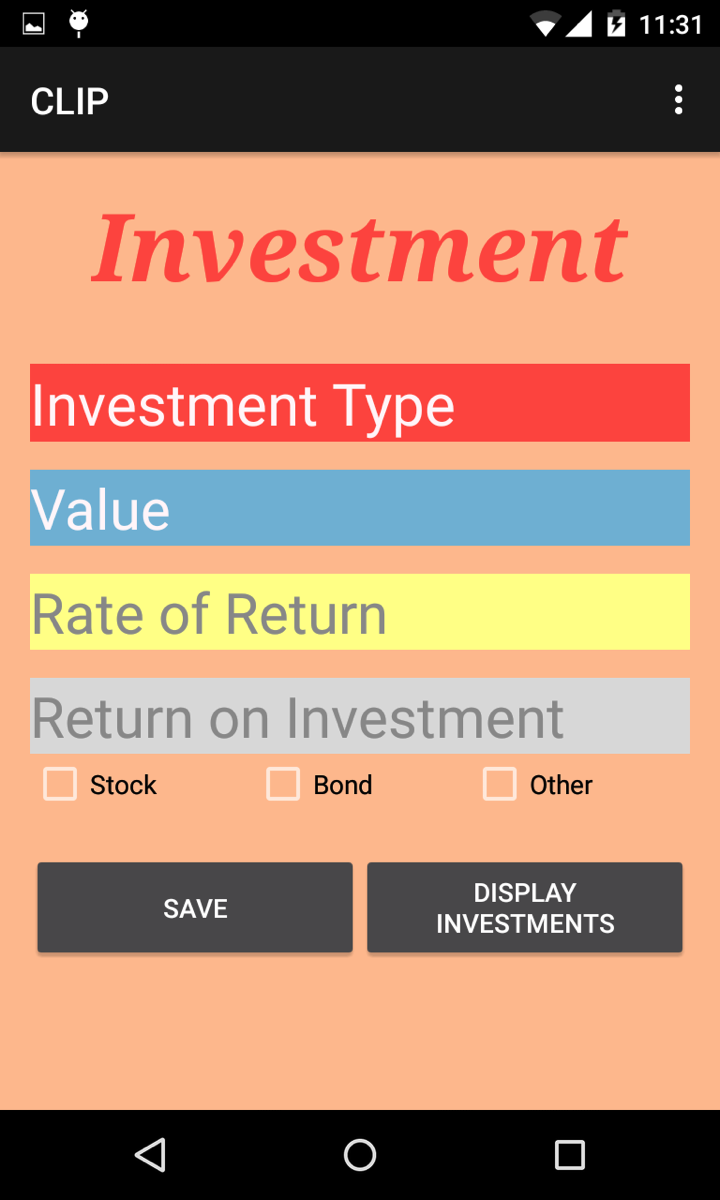 11:31
CLIP
Investment
Investment Type
Value
Rate of Return
Return on Investment
Stock Bond Other
SAVE DISPLAY
INVESTMENTS